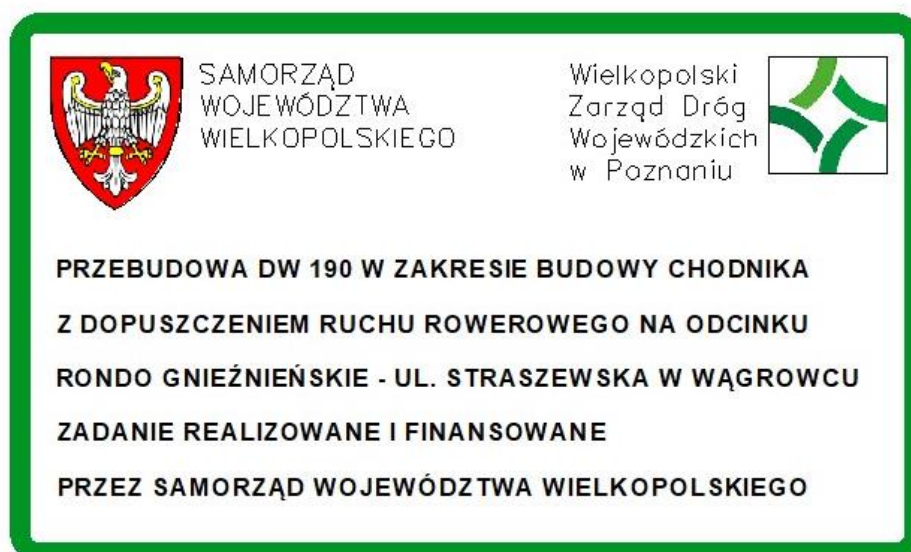 SAMORZĄD
WOJEWÓDZTWA
WIELKOPOLSKIEGO
Wielkopolski
Zarząd Dróg
Wojewódzkich
w Poznaniu
PRZEBUDOWA DW 190 W ZAKRESIE BUDOWY CHODNIKA
Z DOPUSZCZENIEM RUCHU ROWEROWEGO NA ODCINKU
RONDO GNIEŹNIEŃSKIE - UL. STRASZEWSKA W WĄGROWCU
ZADANIE REALIZOWANE I FINANSOWANE
PRZEZ SAMORZĄD WOJEWÓDZTWA WIELKOPOLSKIEGO